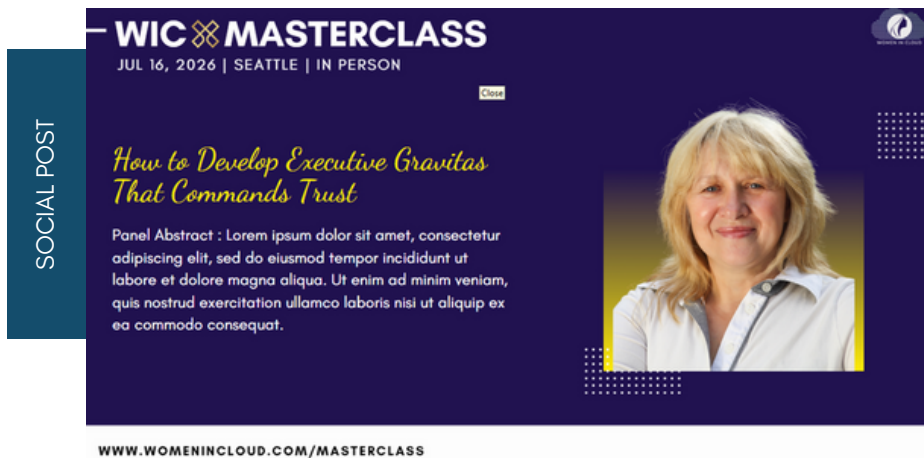 SOCIAL POST
WIC MASTERCLASS
JUL 16, 2026 | SEATTLE | IN PERSON
WOMEN IN CLOUD
Close
How to Develop Executive Gravitas
That Commands Trust
Panel Abstract : Lorem ipsum dolor sit amet, consectetur
adipiscing elit, sed do eiusmod tempor incididunt ut
labore et dolore magna aliqua. Ut enim ad minim veniam,
quis nostrud exercitation ullamco laboris nisi ut aliquip ex
ea commodo consequat.
WWW.WOMENINCLOUD.COM/MASTERCLASS